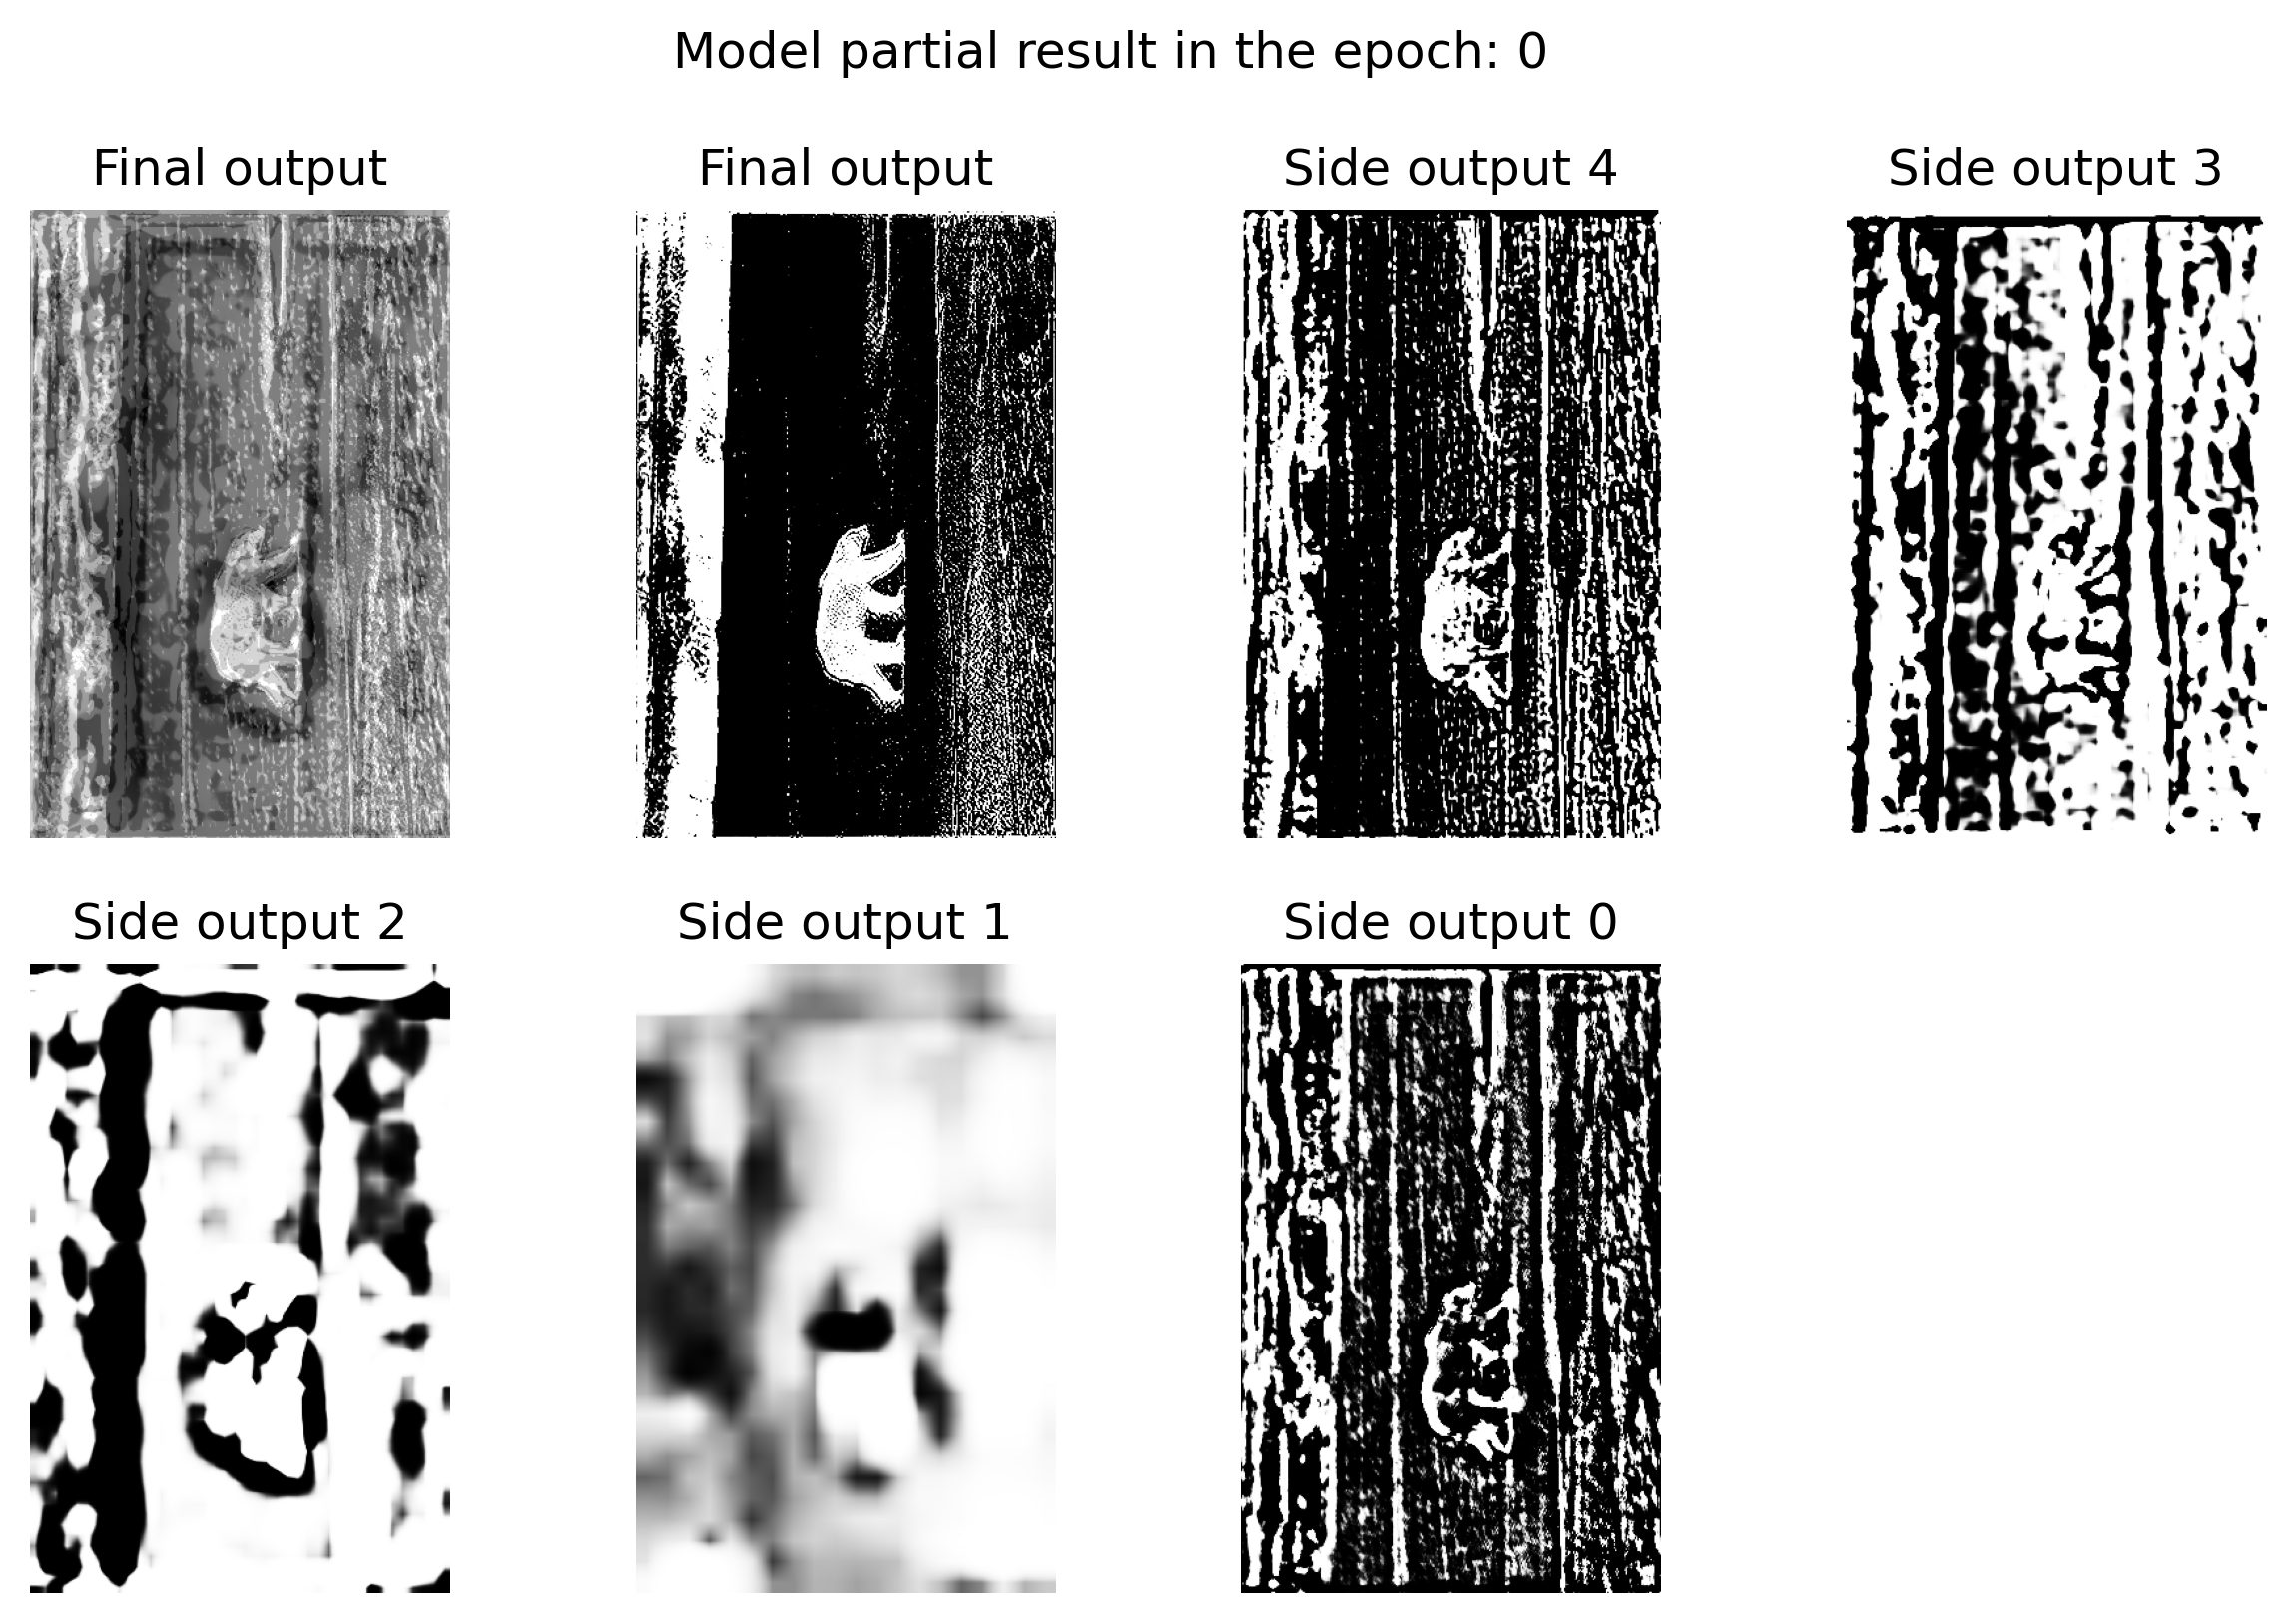 Model partial result in the epoch: 0
Final output
Final output
Side output 4
Side output 3
Side output 2
Side output 1
Side output 0